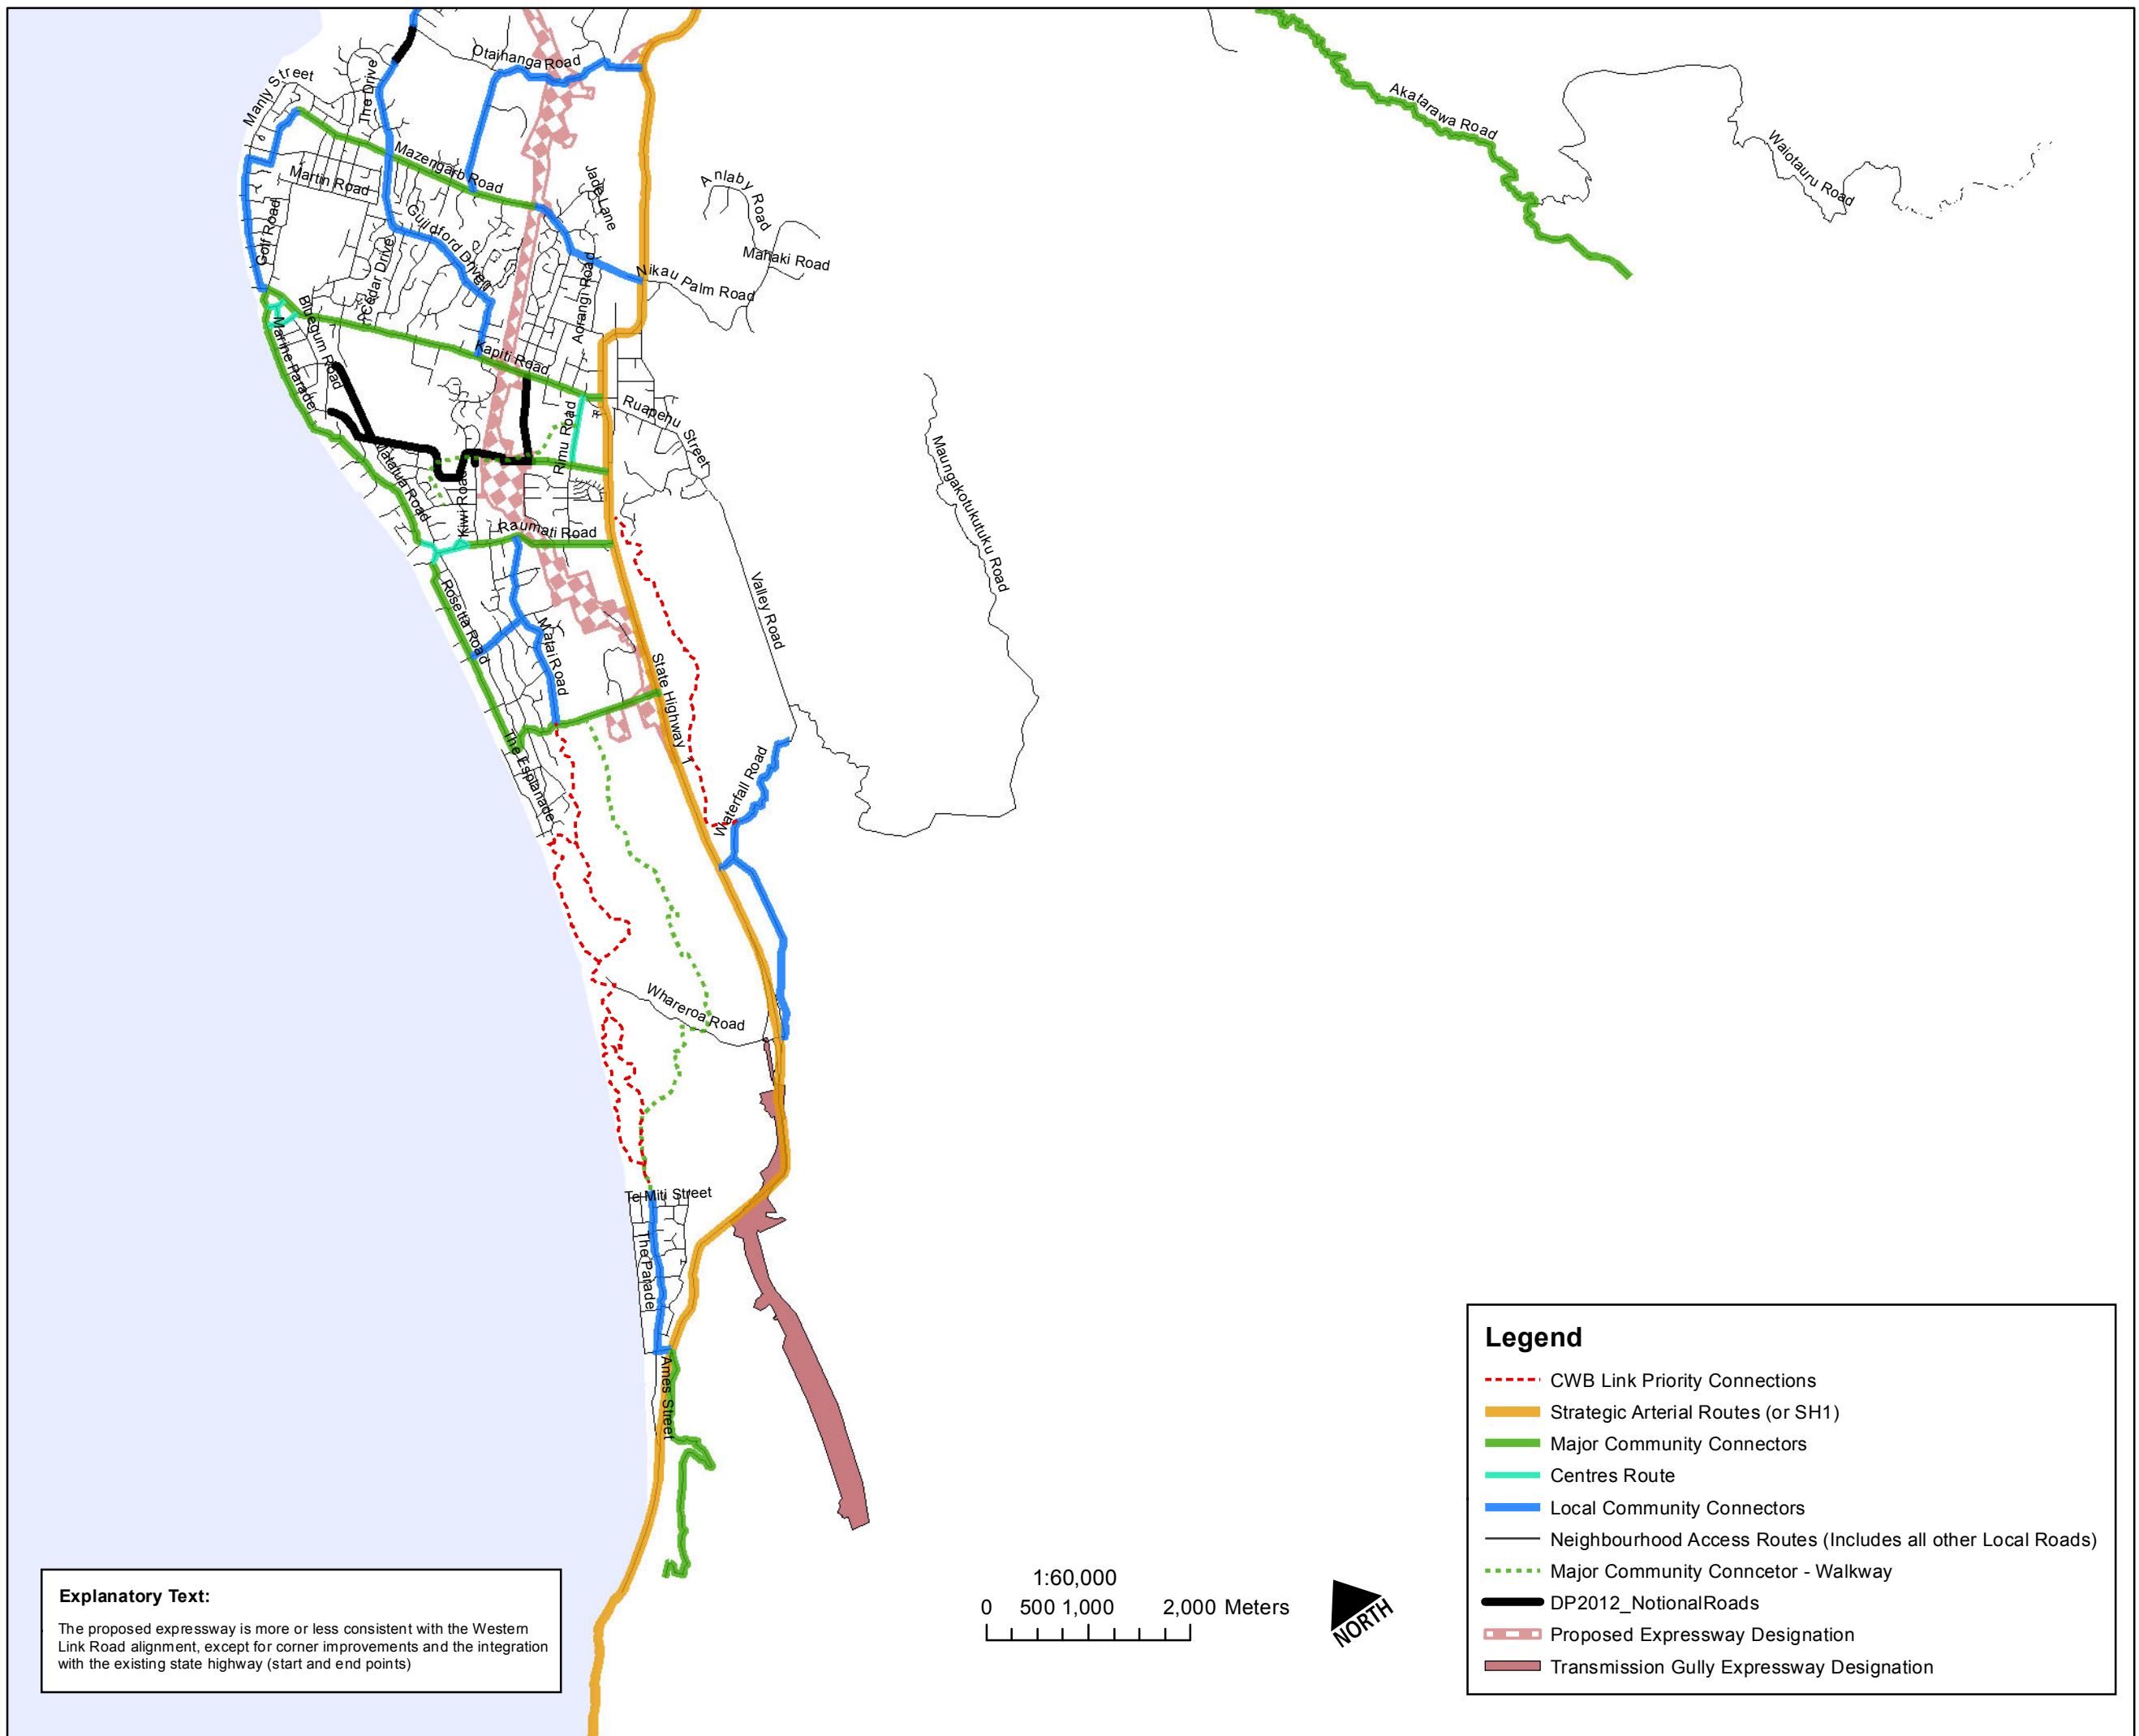 Otaihanga Road
Manly Street
The Drive
Akatarawa Road
Waiotauru Road
Mazengarb Road
Martin Road
Jade Lane
Anlaby Road
Guildford Drive
Golf Road
Cedar Drive
Mahaki Road
Nikau Palm Road
Aorangi Road
Bluegum Road
Marine Parade
Kapiti Road
Ruapehu Street
Rimu Road
Maungakotukutuku Road
Matatua Road
Kiwi Road
Raumati Road
Valley Road
Rosetta Road
Matai Road
State Highway 1
The Esplanade
Waterfall Road
Whareroa Road
Te Miti Street
The Parade
Ames Street
Legend
CWB Link Priority Connections
Strategic Arterial Routes (or SH1)
Major Community Connectors
Centres Route
Local Community Connectors
Neighbourhood Access Routes (Includes all other Local Roads)
Major Community Conncetor - Walkway
DP2012_NotionalRoads
Proposed Expressway Designation
Transmission Gully Expressway Designation
1:60,000
0 500 1,000 2,000 Meters
NORTH
Explanatory Text:
The proposed expressway is more or less consistent with the Western
Link Road alignment, except for corner improvements and the integration
with the existing state highway (start and end points)